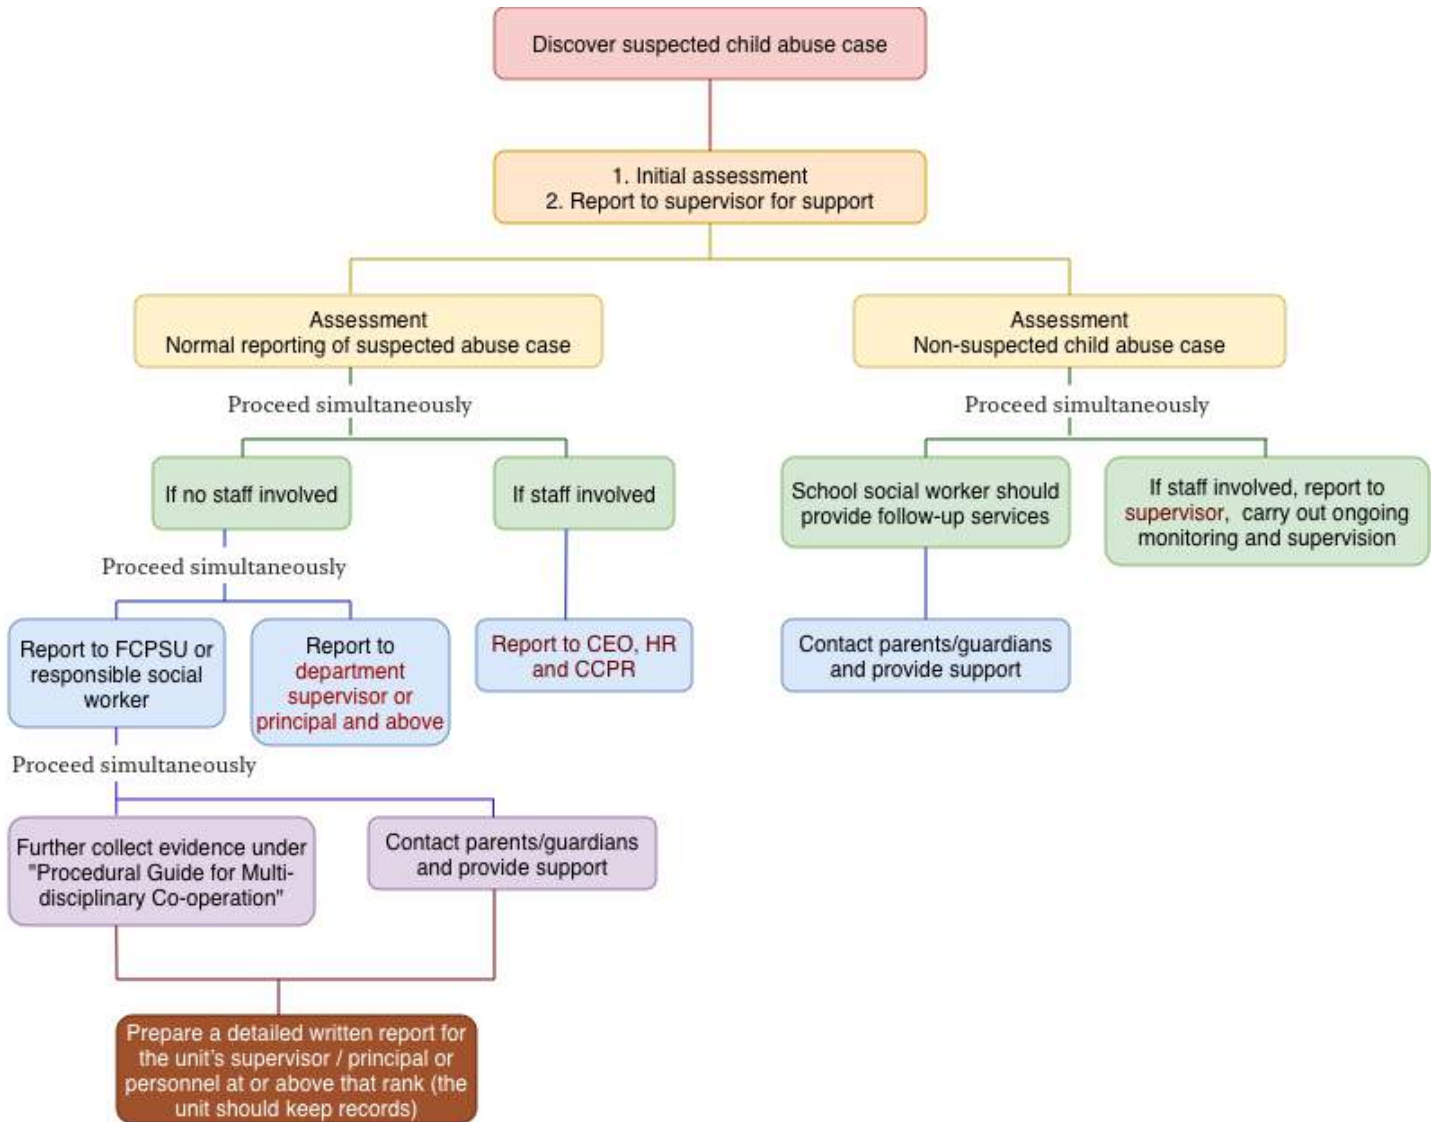 Discover suspected child abuse case
1. Initial assessment
2. Report to supervisor for support
Assessment
Normal reporting of suspected abuse case
Assessment
Non-suspected child abuse case
Proceed simultaneously
Proceed simultaneously
If no staff involved
If staff involved
School social worker should
provide follow-up services
If staff involved, report to
supervisor, carry out ongoing
monitoring and supervision
Proceed simultaneously
Report to FCPSU or
responsible social
worker
Report to
department
supervisor or
principal and above
Report to CEO, HR
and CCPR
Contact parents/guardians
and provide support
Proceed simultaneously
Further collect evidence under
"Procedural Guide for Multi-
disciplinary Co-operation"
Contact parents/guardians
and provide support
Prepare a detailed written report for
the unit's supervisor / principal or
personnel at or above that rank (the
unit should keep records)